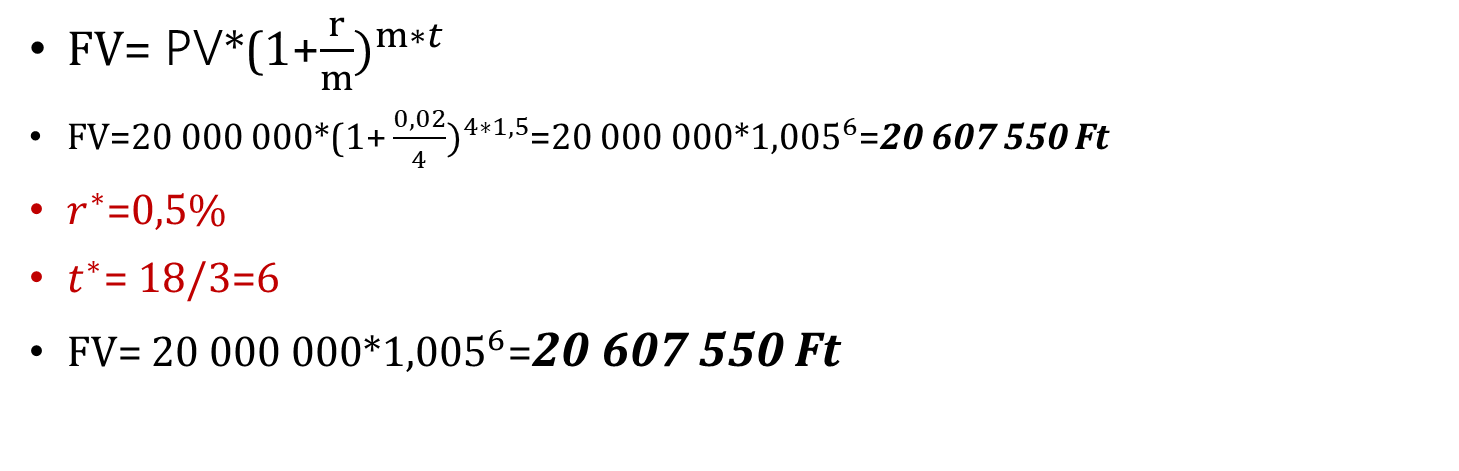 • FV= PV*(1+r/m)^m*t
• FV=20 000 000*(1+0,02/4)^4*1,5=20 000 000*1,005^6=20 607 550 Ft
• r*=0,5%
• t*= 18/3=6
• FV= 20 000 000*1,005^6=20 607 550 Ft